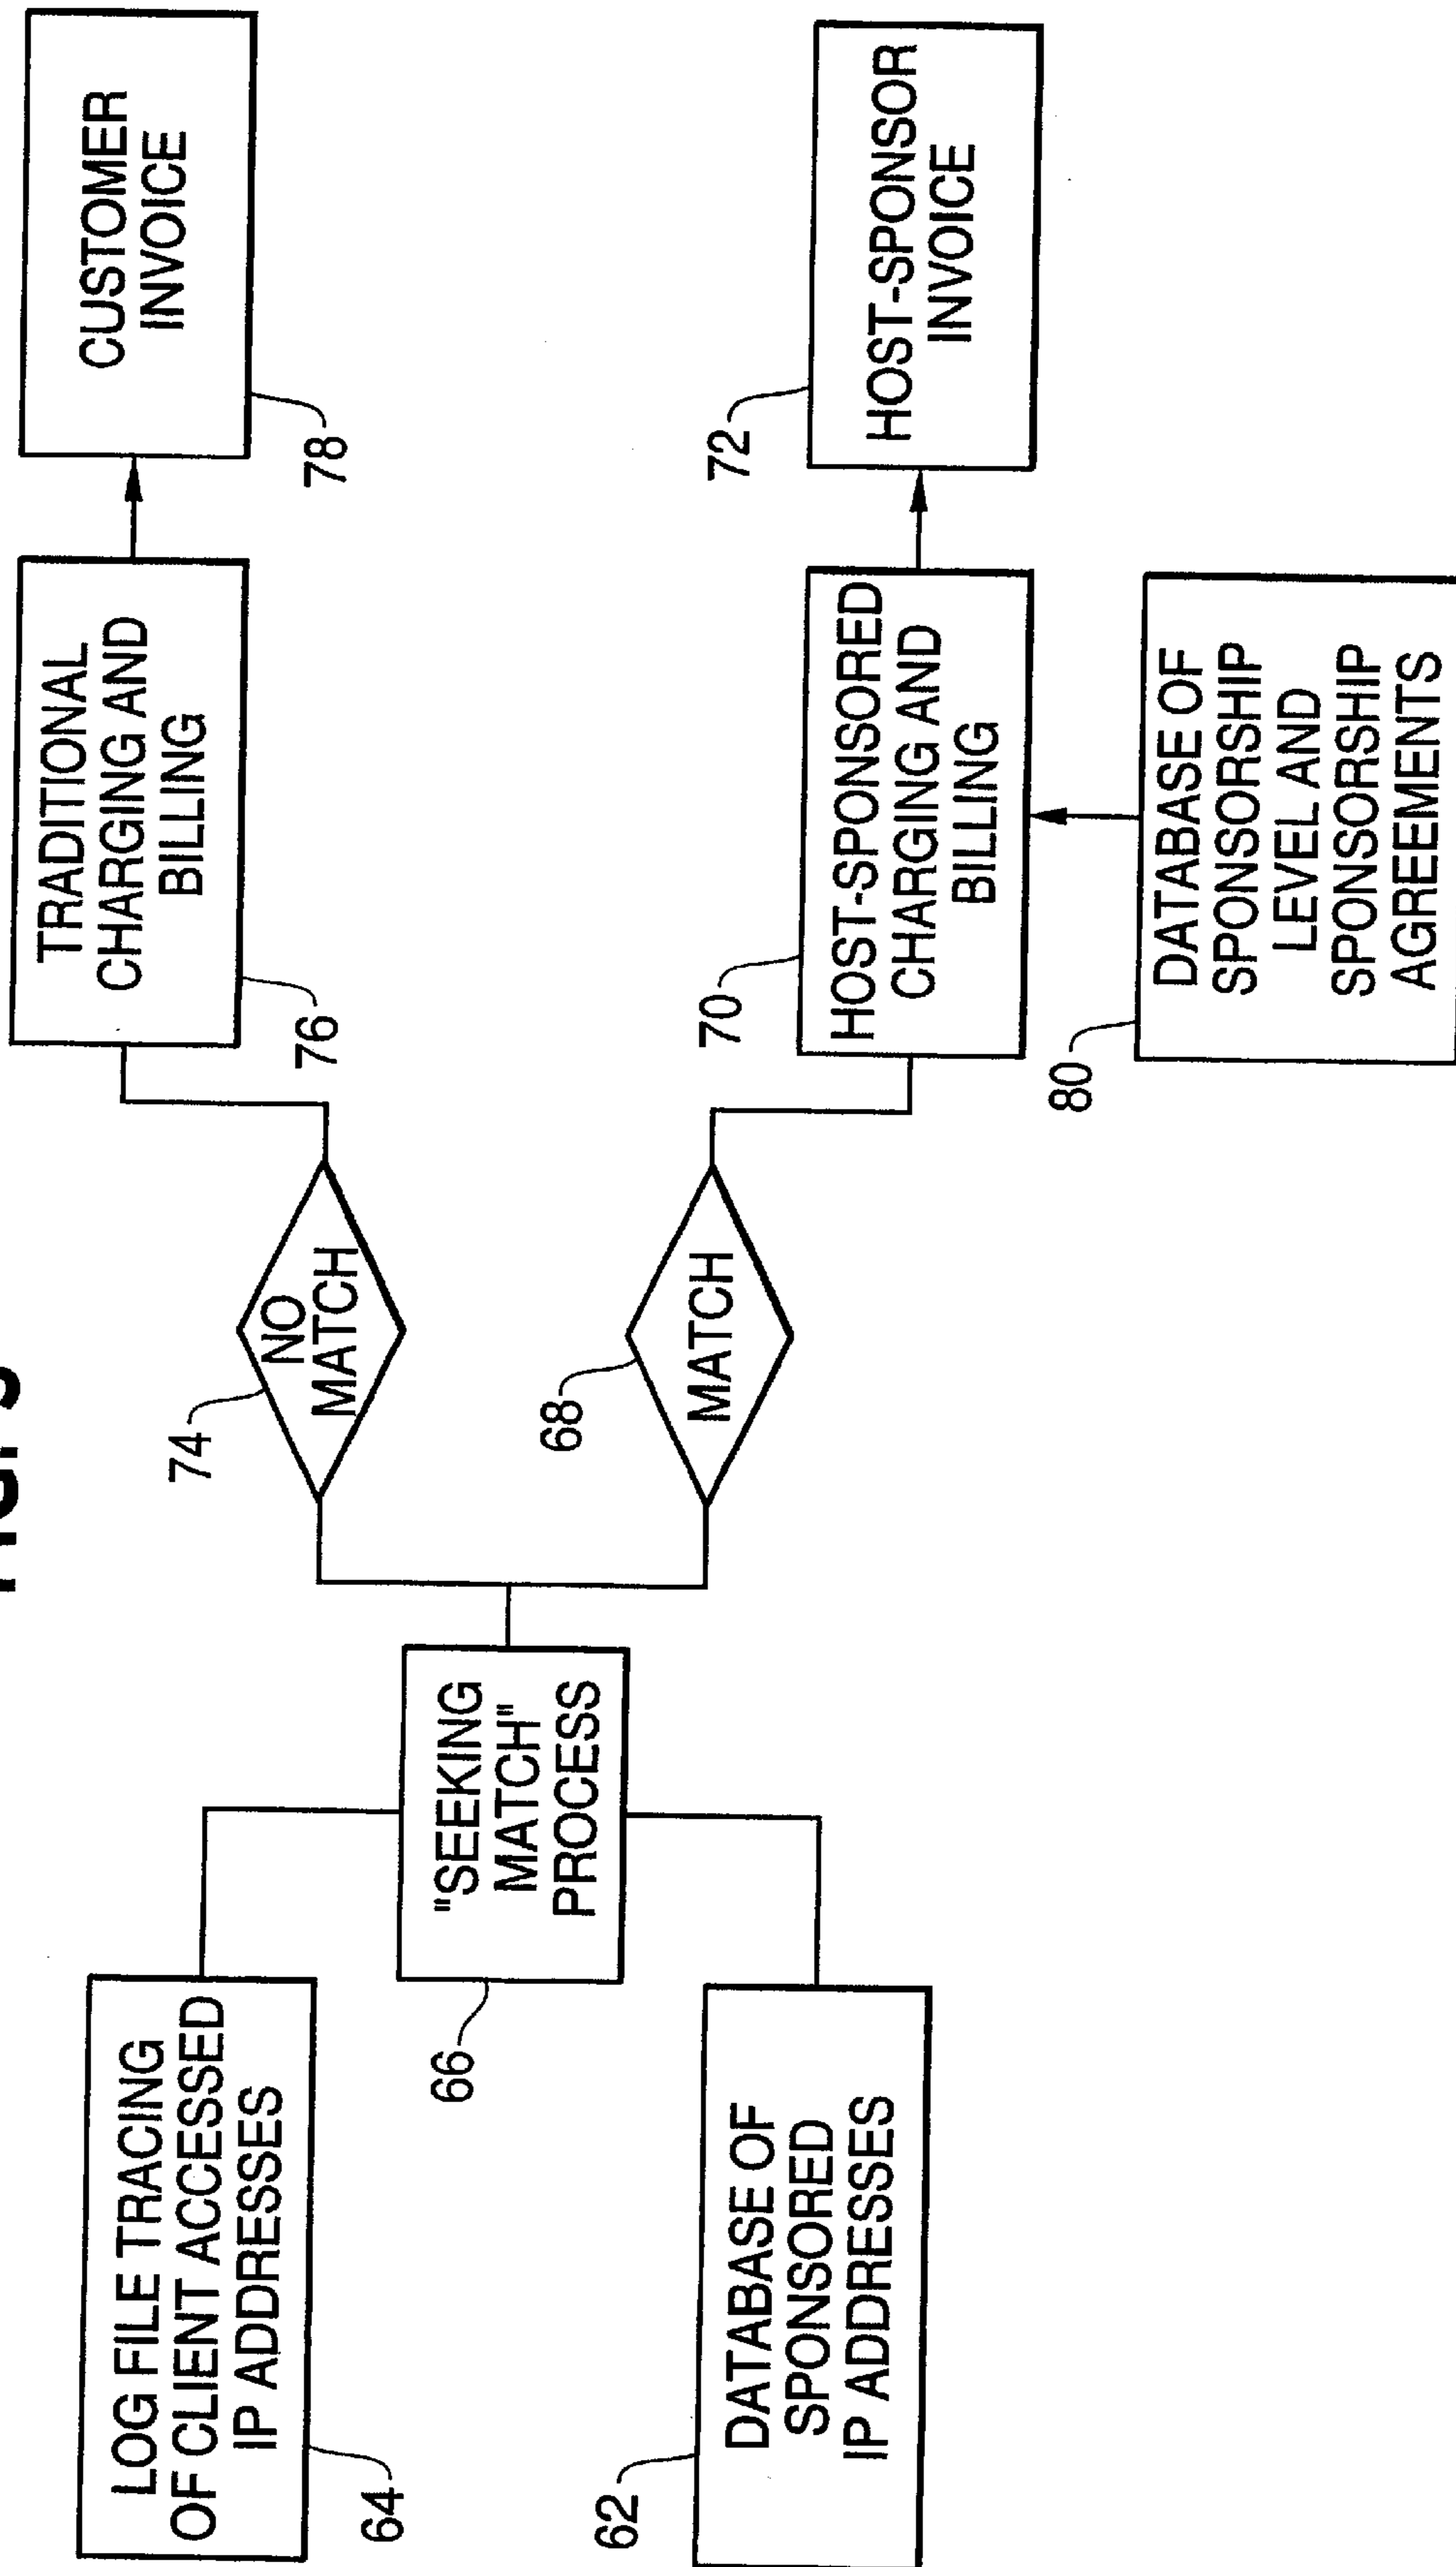 LOG FILE TRACING
OF CLIENT ACCESSED
IP ADDRESSES
64
DATABASE OF
SPONSORED
IP ADDRESSES
62
"SEEKING
MATCH"
PROCESS
66
NO
MATCH
74
MATCH
68
TRADITIONAL
CHARGING AND
BILLING
76
CUSTOMER
INVOICE
78
HOST-SPONSORED
CHARGING AND
BILLING
70
HOST-SPONSOR
INVOICE
72
DATABASE OF
SPONSORSHIP
LEVEL AND
SPONSORSHIP
AGREEMENTS
80